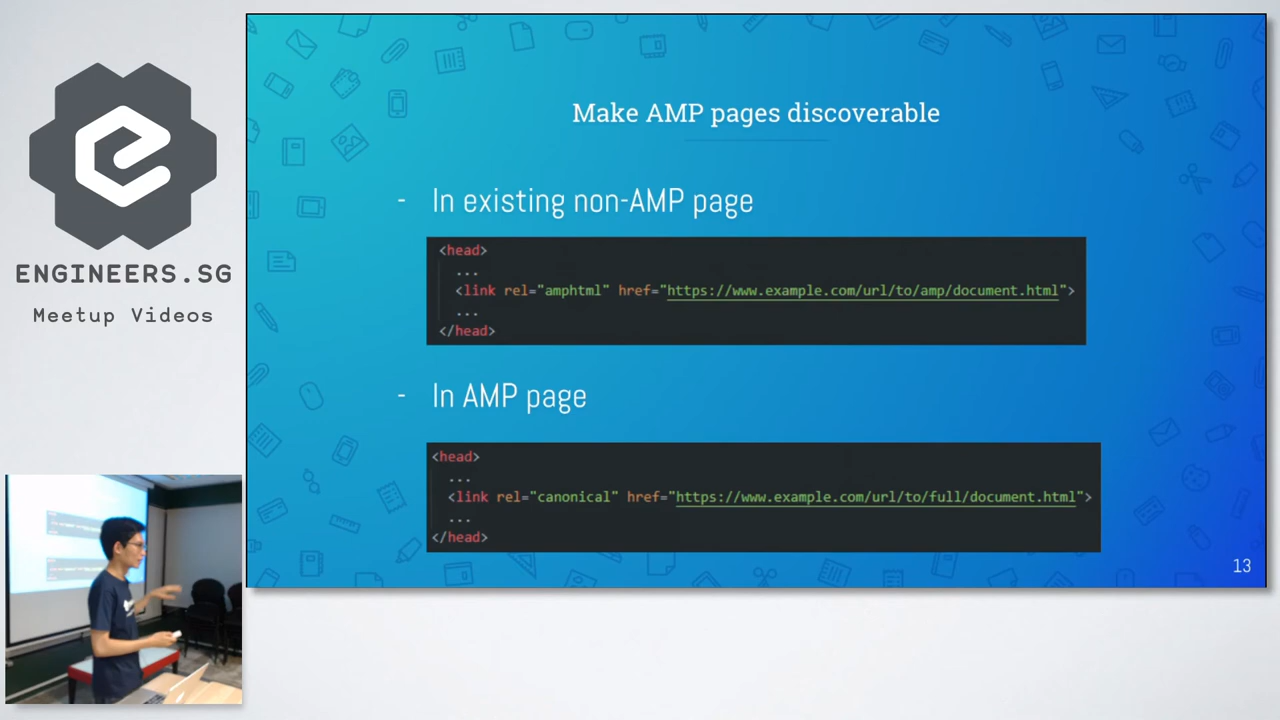 ENGINEERS.SG
Meetup Videos
Make AMP pages discoverable
- In existing non-AMP page
<head>
...
<link rel="amphtml" href="https://www.example.com/url/to/amp/document.html">
...
</head>
- In AMP page
<head>
...
<link rel="canonical" href="https://www.example.com/url/to/full/document.html">
...
</head>
13